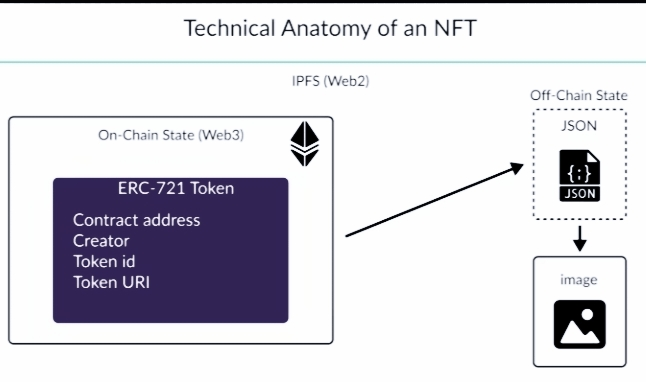 Technical Anatomy of an NFT
IPFS (Web2)
Off-Chain State
On-Chain State (Web3)
JSON
ERC-721 Token
{:}
JSON
Contract address
Creator
Token id
Token URI
image